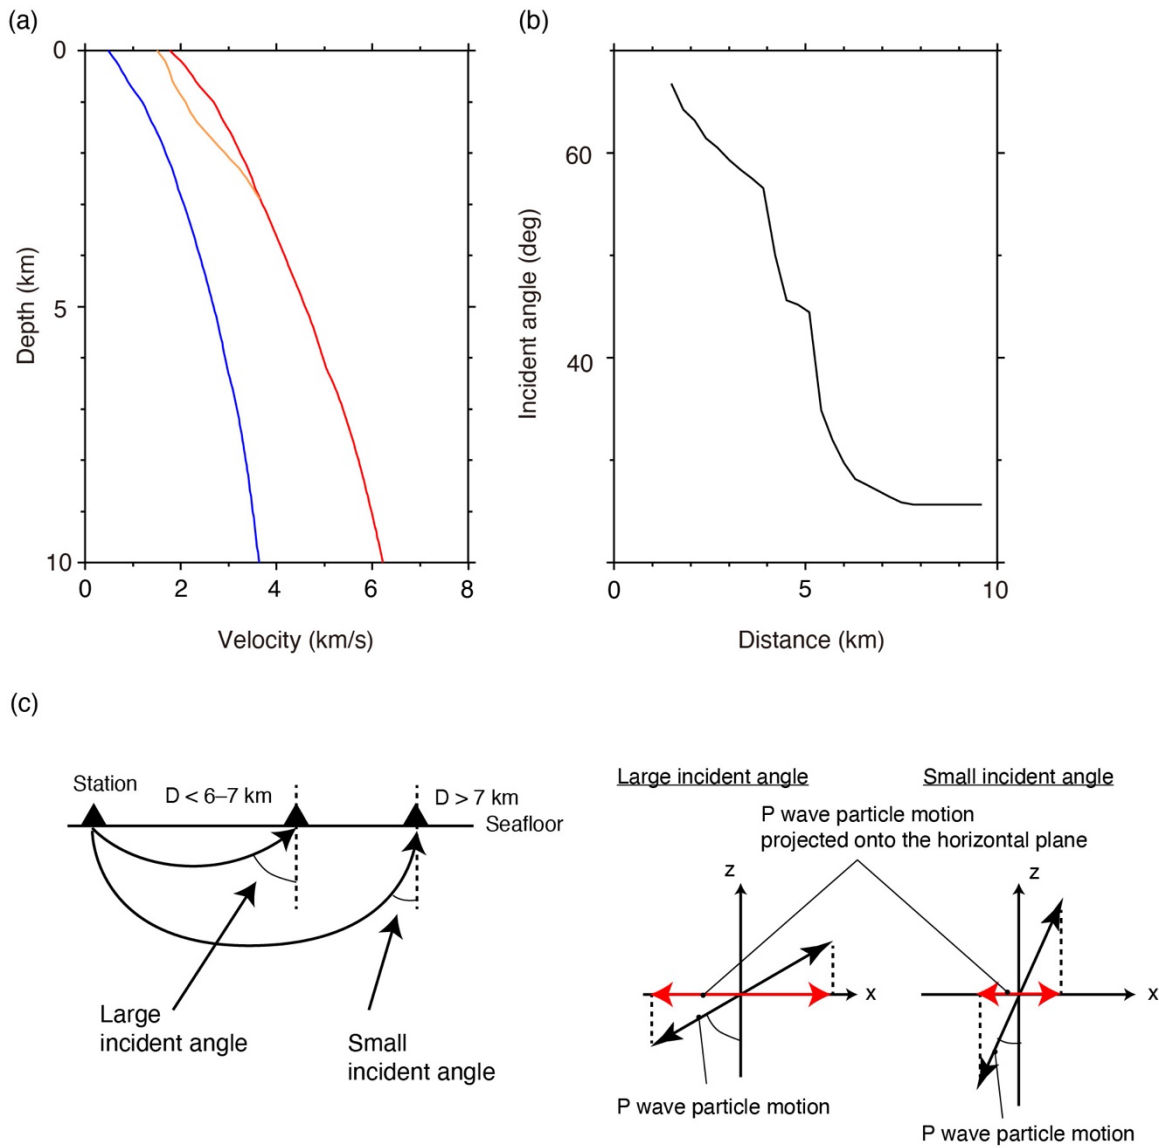 (a)
0
5
10
Depth (km)
0 2 4 6 8
Velocity (km/s)
(b)
60
40
Incident angle (deg)
0 5 10
Distance (km)
(c)
Station
D < 6–7 km
D > 7 km
Seafloor
Large
incident angle
Small
incident angle
Large incident angle
Small incident angle
P wave particle motion
projected onto the horizontal plane
z
x
P wave particle motion
z
x
P wave particle motion